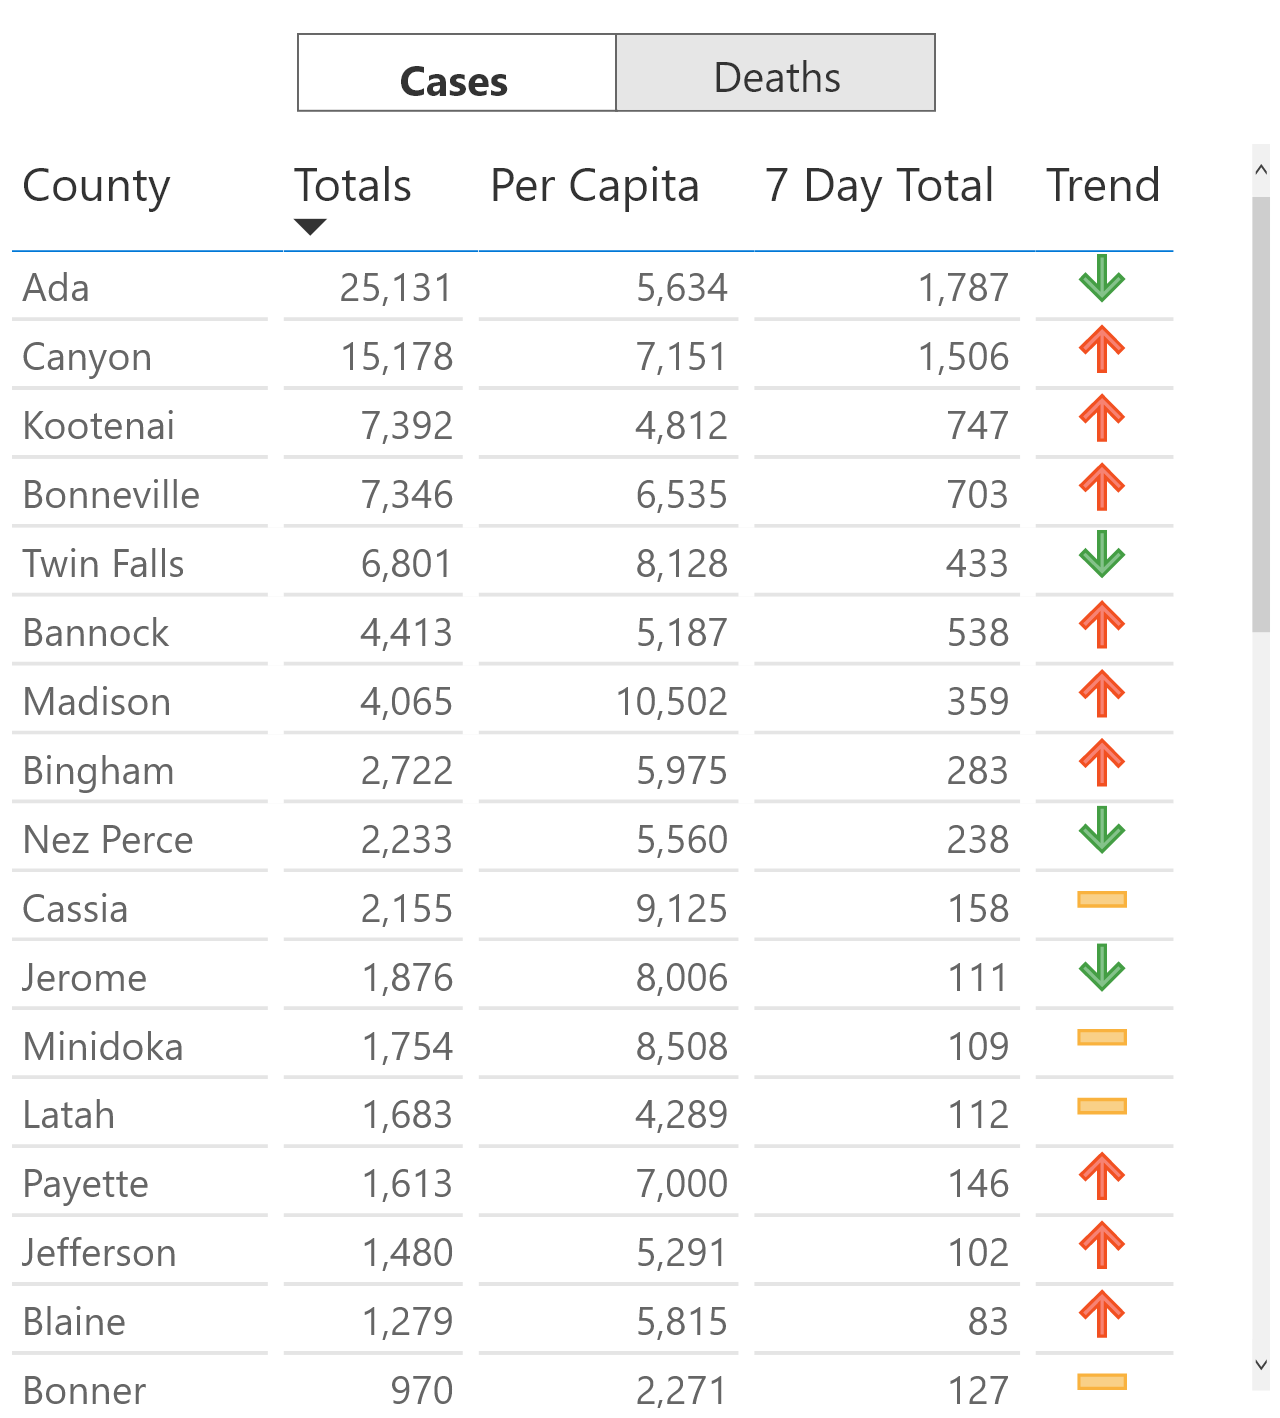 Cases Deaths
County Totals Per Capita 7 Day Total Trend
Ada 25,131 5,634 1,787
Canyon 15,178 7,151 1,506
Kootenai 7,392 4,812 747
Bonneville 7,346 6,535 703
Twin Falls 6,801 8,128 433
Bannock 4,413 5,187 538
Madison 4,065 10,502 359
Bingham 2,722 5,975 283
Nez Perce 2,233 5,560 238
Cassia 2,155 9,125 158
Jerome 1,876 8,006 111
Minidoka 1,754 8,508 109
Latah 1,683 4,289 112
Payette 1,613 7,000 146
Jefferson 1,480 5,291 102
Blaine 1,279 5,815 83
Bonner 970 2,271 127